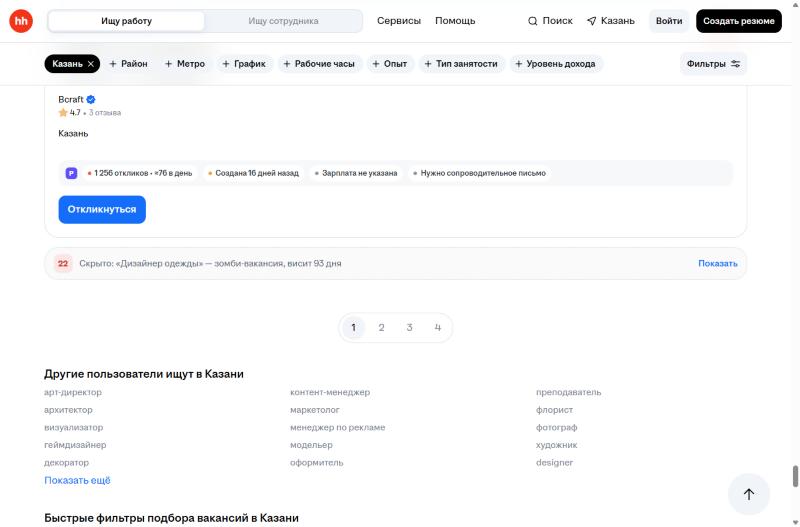 hh Ищу работу Ищу сотрудника Сервисы Помощь Поиск Казань Войти Создать резюме
Казань × + Район + Метро + График + Рабочие часы + Опыт + Тип занятости + Уровень дохода Фильтры
Bcraft
4.7 • 3 отзыва
Казань
P • 1 256 откликов • ≈76 в день • Создана 16 дней назад • Зарплата не указана • Нужно сопроводительное письмо
Откликнуться
22 Скрыто: «Дизайнер одежды» — зомби-вакансия, висит 93 дня Показать
1 2 3 4
Другие пользователи ищут в Казани
арт-директор контент-менеджер преподаватель
архитектор маркетолог флорист
визуализатор менеджер по рекламе фотограф
геймдизайнер модельер художник
декоратор оформитель designer
Показать ещё
Быстрые фильтры подбора вакансий в Казани